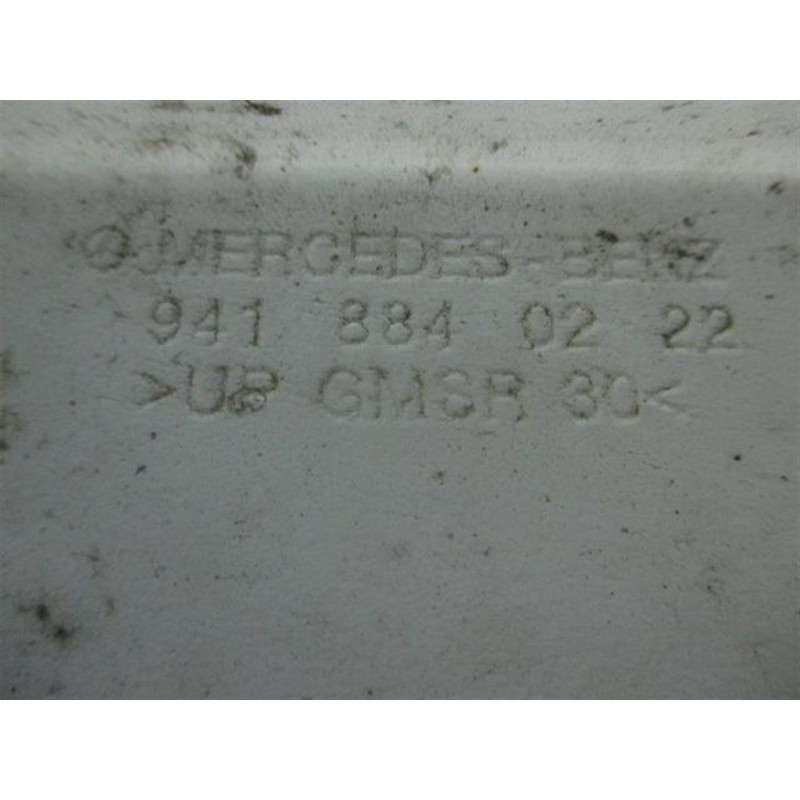 MERCEDES-BENZ
941 884 02 22
>UP GMSR 30<